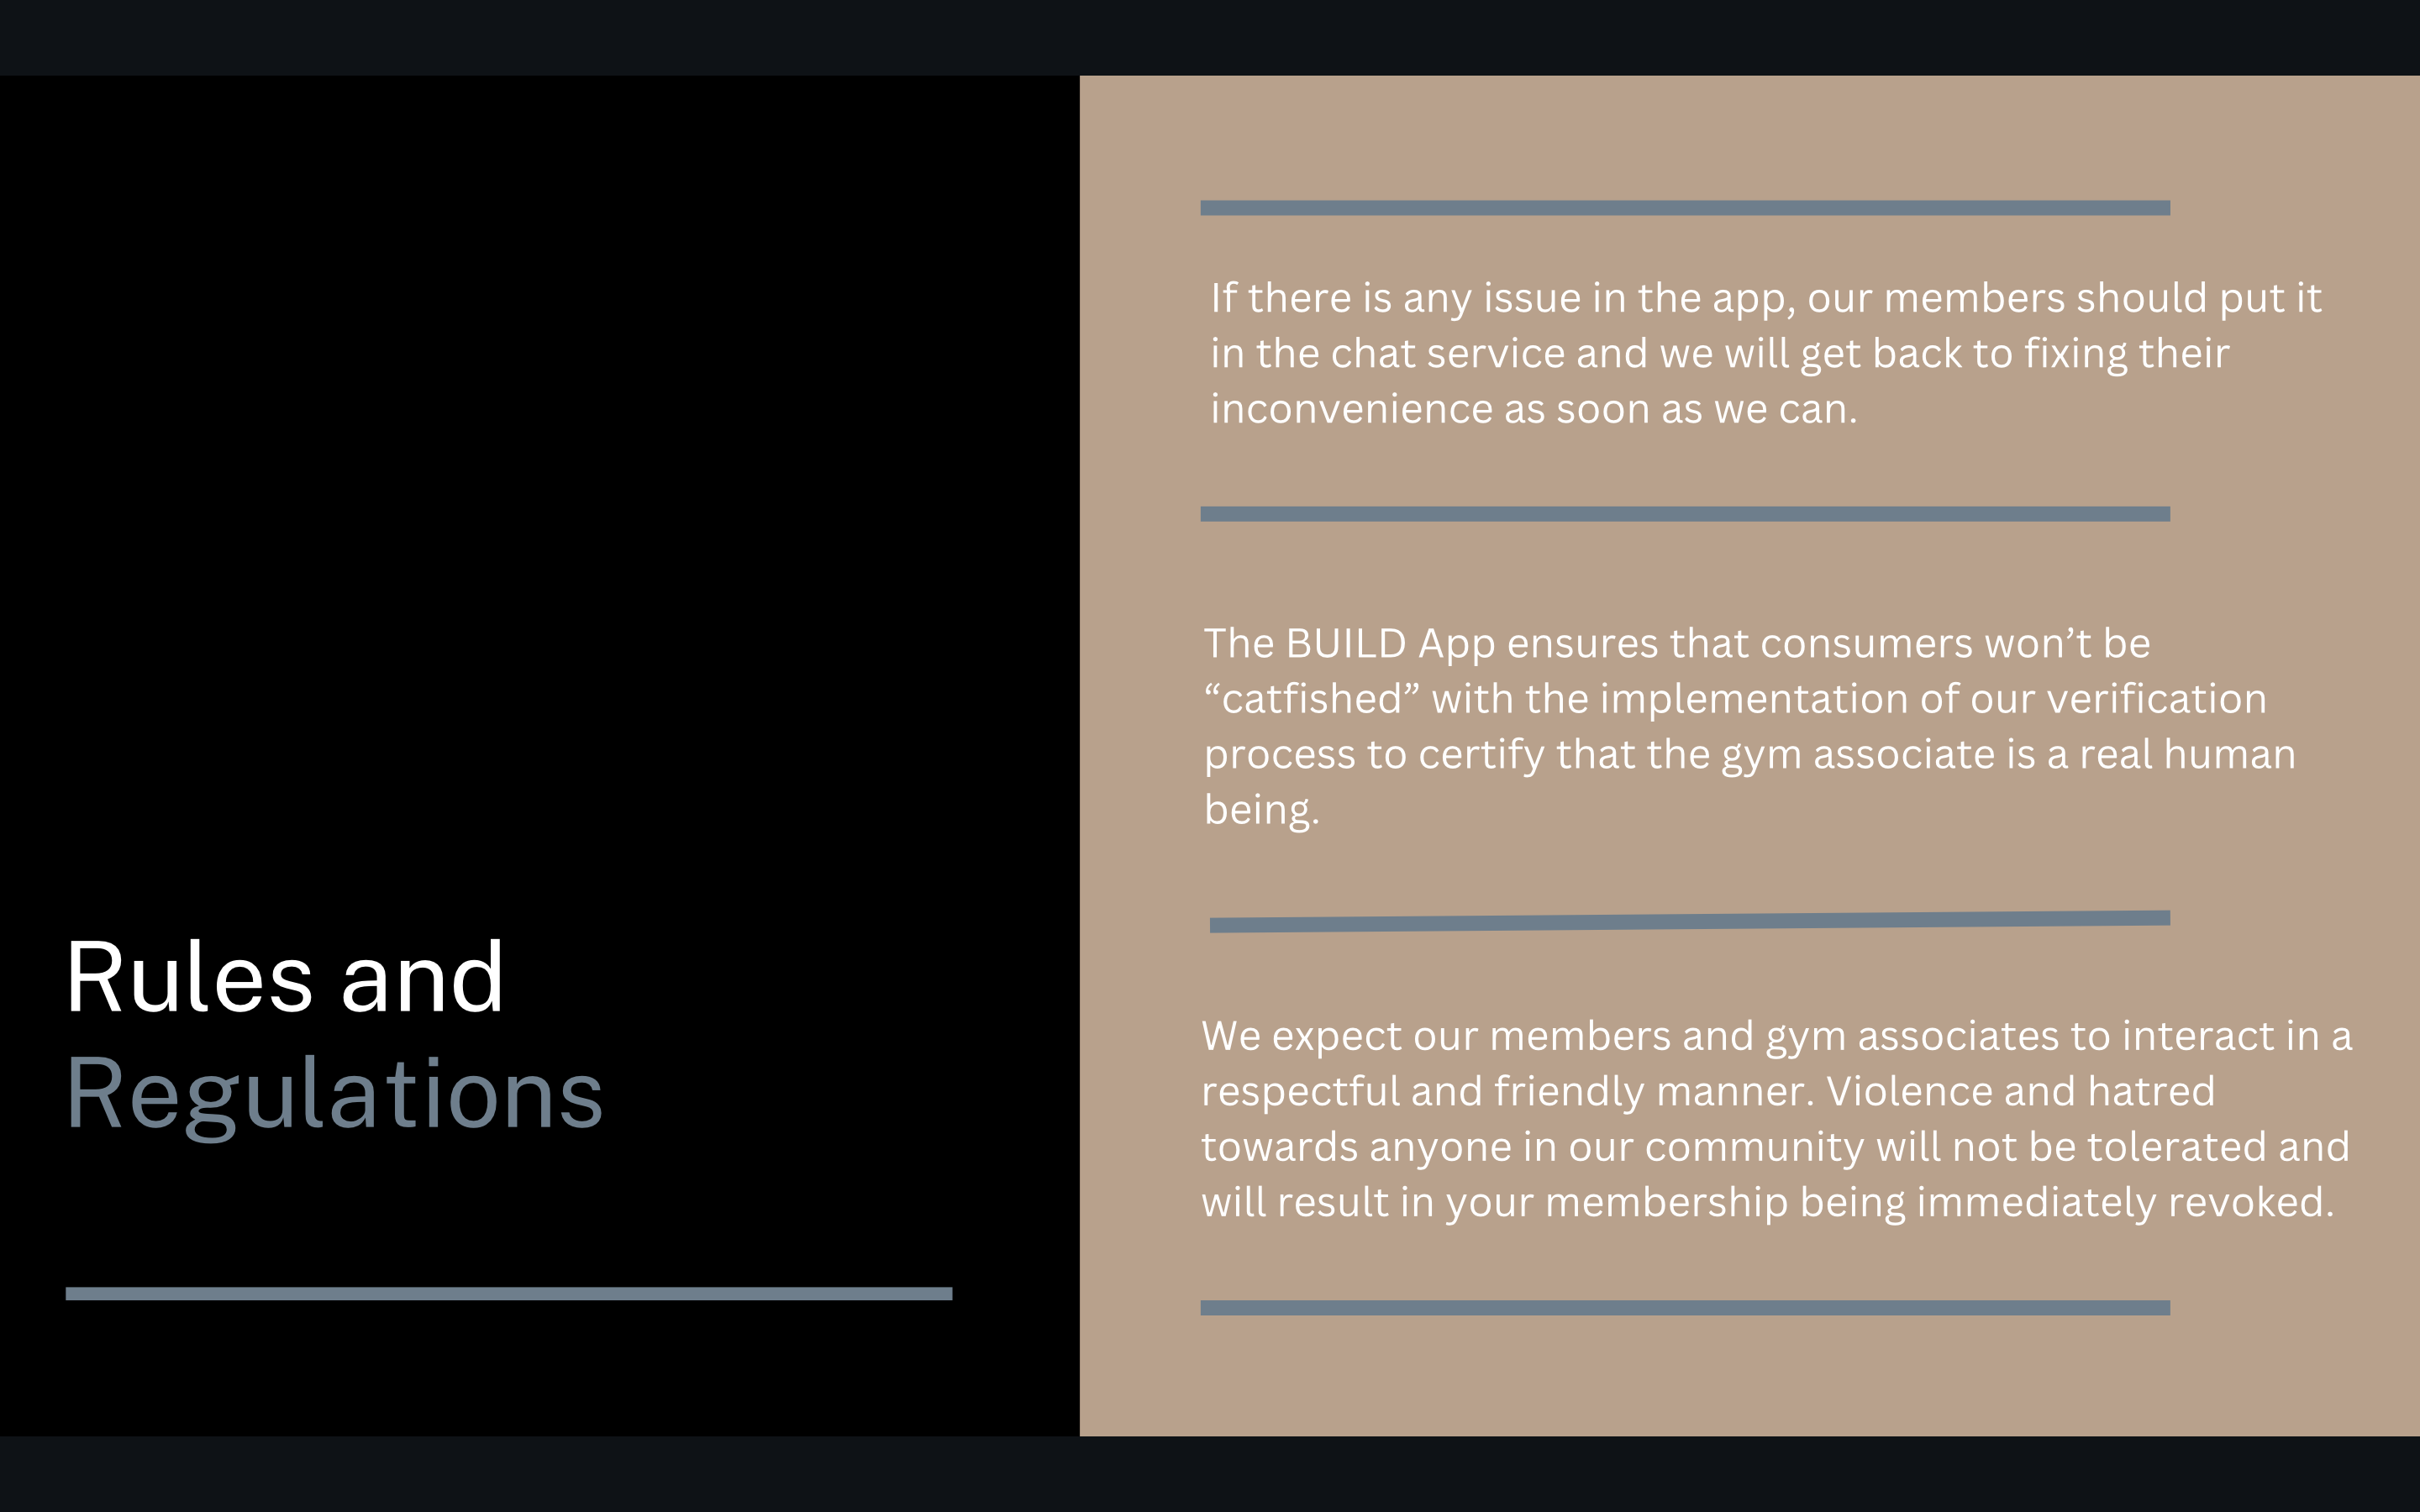 Rules and
Regulations
If there is any issue in the app, our members should put it
in the chat service and we will get back to fixing their
inconvenience as soon as we can.
The BUILD App ensures that consumers won’t be
“catfished” with the implementation of our verification
process to certify that the gym associate is a real human
being.
We expect our members and gym associates to interact in a
respectful and friendly manner. Violence and hatred
towards anyone in our community will not be tolerated and
will result in your membership being immediately revoked.